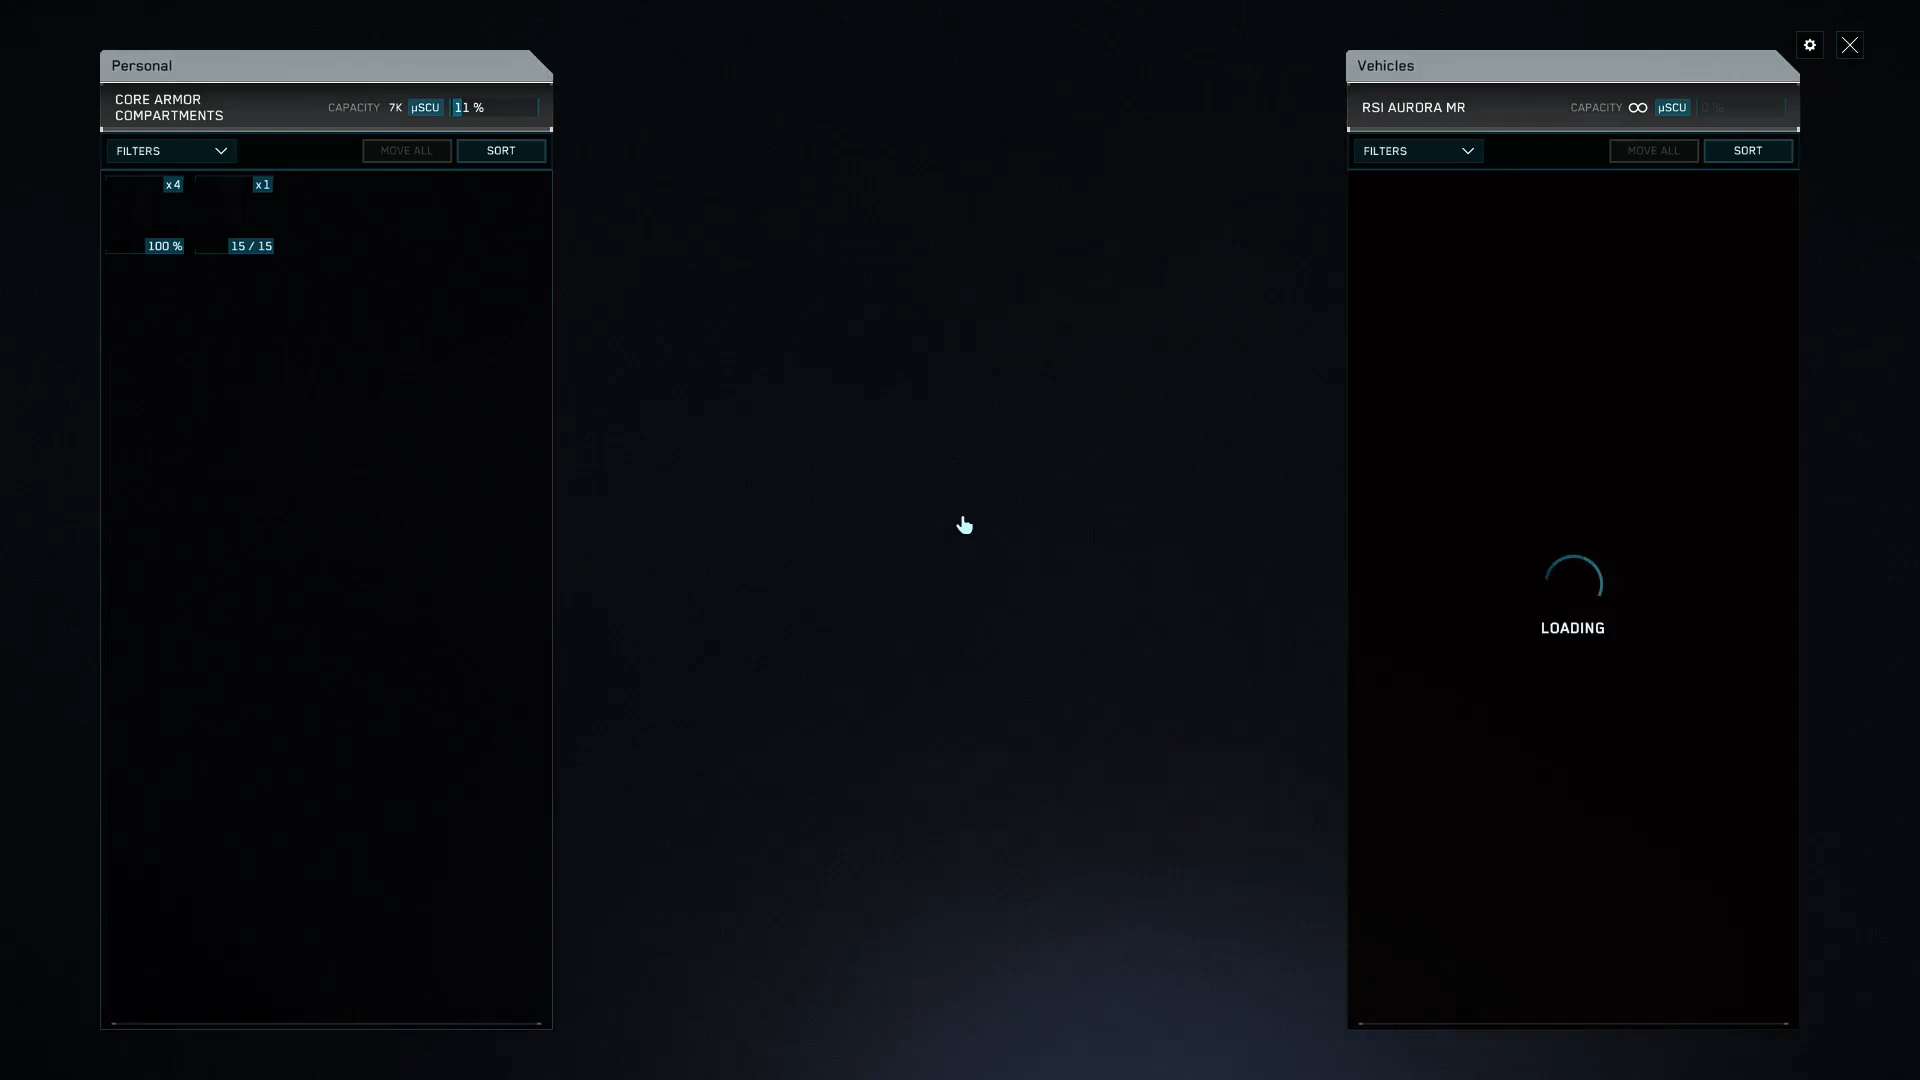 Personal
CORE ARMOR
COMPARTMENTS
CAPACITY 7K µSCU 11 %
FILTERS
MOVE ALL
SORT
x4
x1
100 %
15 / 15
Vehicles
RSI AURORA MR
CAPACITY ∞ µSCU 0 %
FILTERS
MOVE ALL
SORT
LOADING